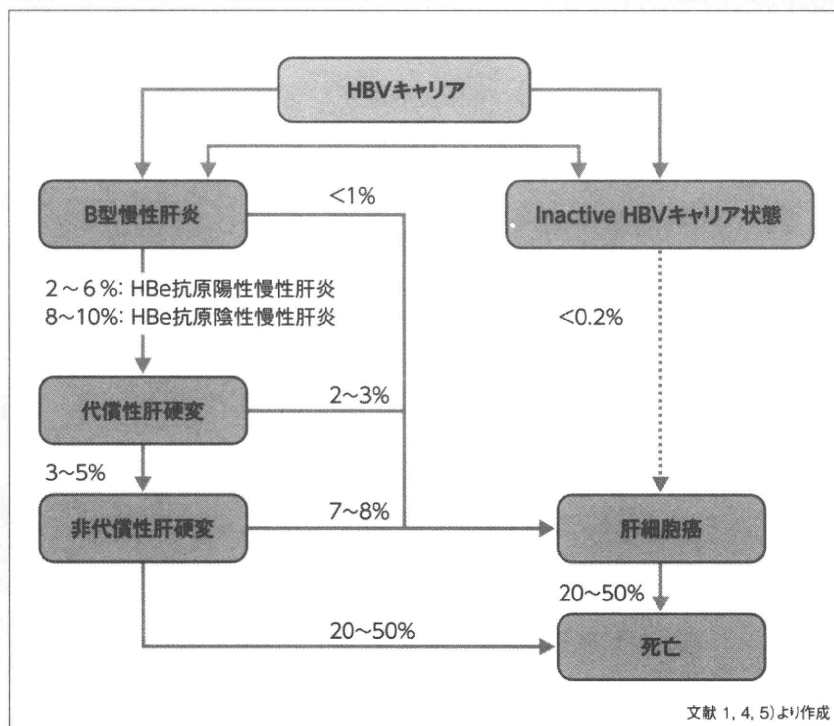 HBVキャリア
B型慢性肝炎
<1%
Inactive HBVキャリア状態
2～6%: HBe抗原陽性慢性肝炎
8～10%: HBe抗原陰性慢性肝炎
<0.2%
代償性肝硬変
2～3%
3～5%
非代償性肝硬変
7～8%
肝細胞癌
20～50%
20～50%
死亡
文献 1, 4, 5)より作成